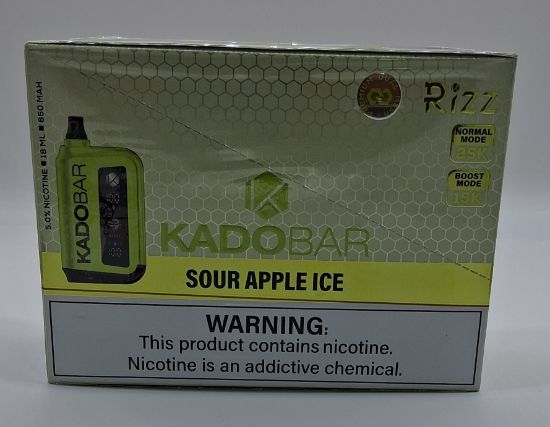 Rizz
NORMAL
MODE
25K
BOOST
MODE
15K
5.0% NICOTINE ■ 18 ML ■ 650 MAH
KADOBAR
KADOBAR
SOUR APPLE ICE
WARNING:
This product contains nicotine.
Nicotine is an addictive chemical.